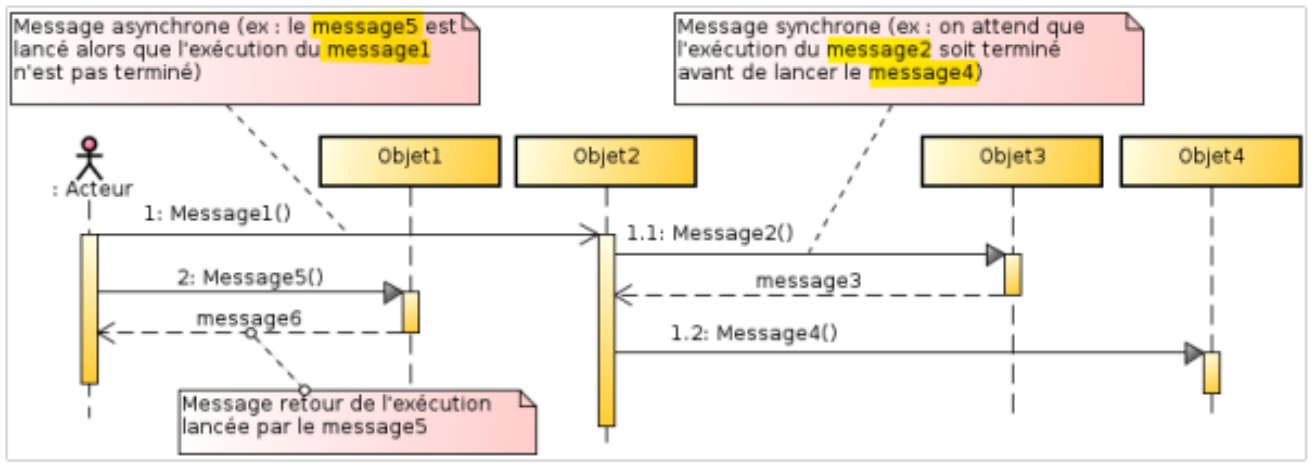 Message asynchrone (ex : le message5 est
lancé alors que l'exécution du message1
n'est pas terminé)
Message synchrone (ex : on attend que
l'exécution du message2 soit terminé
avant de lancer le message4)
: Acteur
Objet1
Objet2
Objet3
Objet4
1: Message1()
1.1: Message2()
2: Message5()
message3
message6
1.2: Message4()
Message retour de l'exécution
lancée par le message5